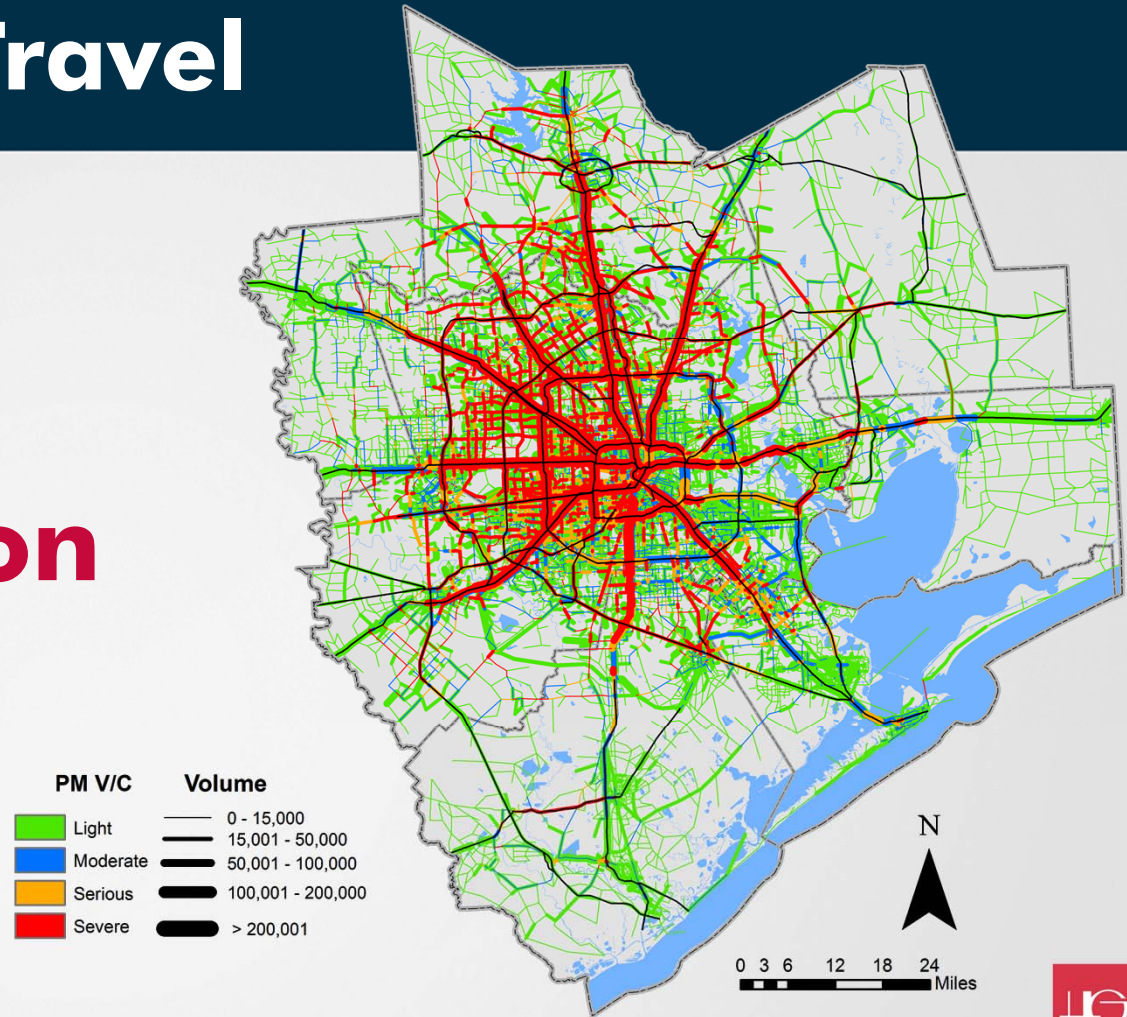 Travel
on
PM V/C Volume
Light 0 - 15,000
Moderate 15,001 - 50,000
Serious 50,001 - 100,000
Severe 100,001 - 200,000
> 200,001
N
0 3 6 12 18 24
Miles